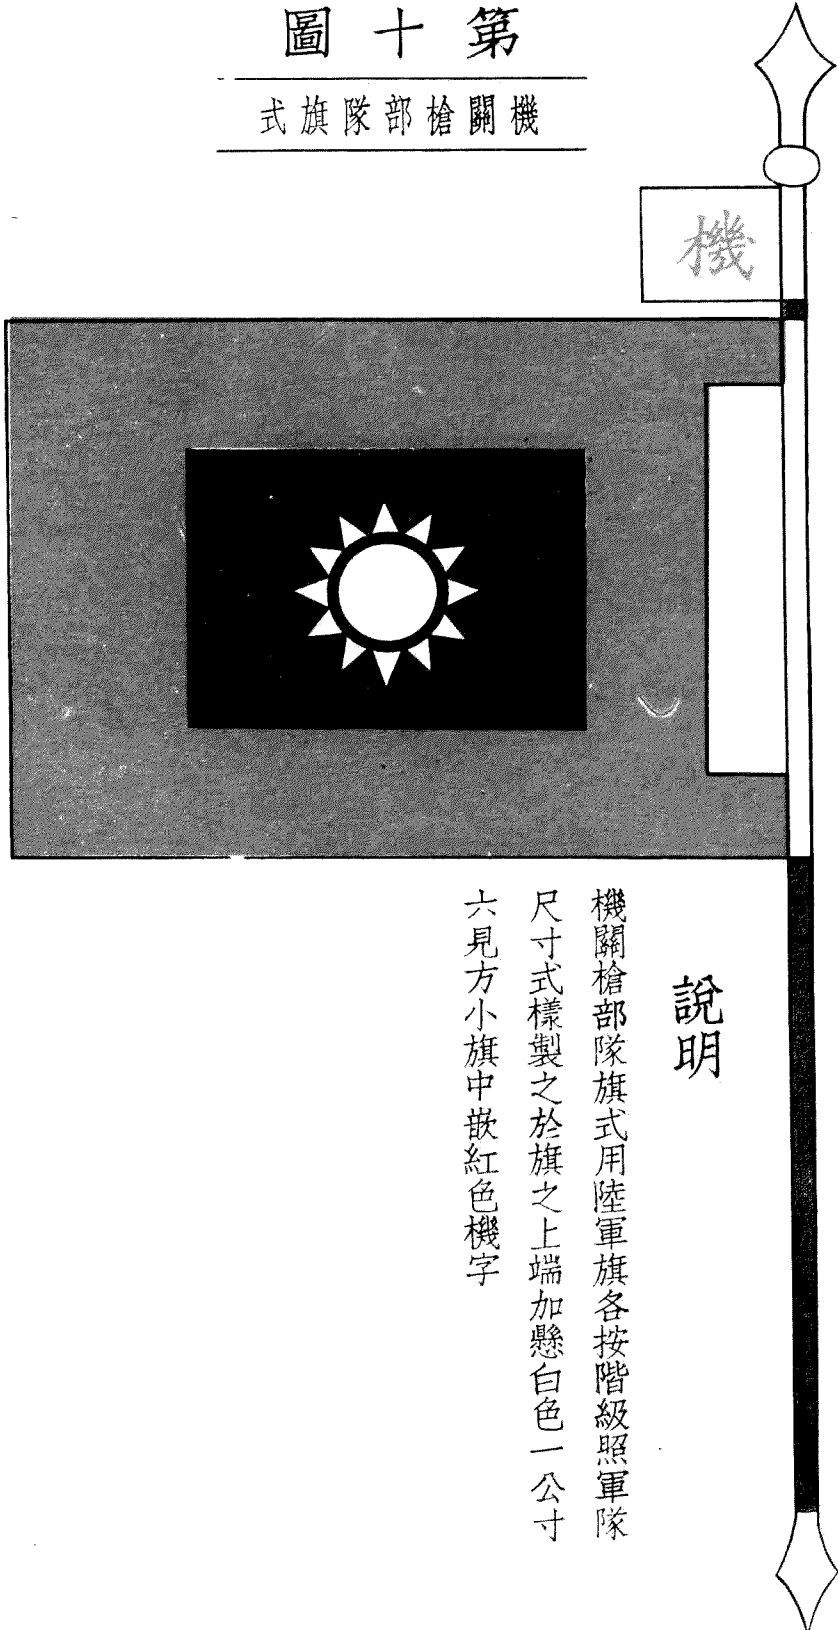 第十圖
機關槍部隊旗式
機
說明
機關槍部隊旗式用陸軍旗各按階級照軍隊
尺寸式樣製之於旗之上端加懸白色一公寸
六見方小旗中嵌紅色機字